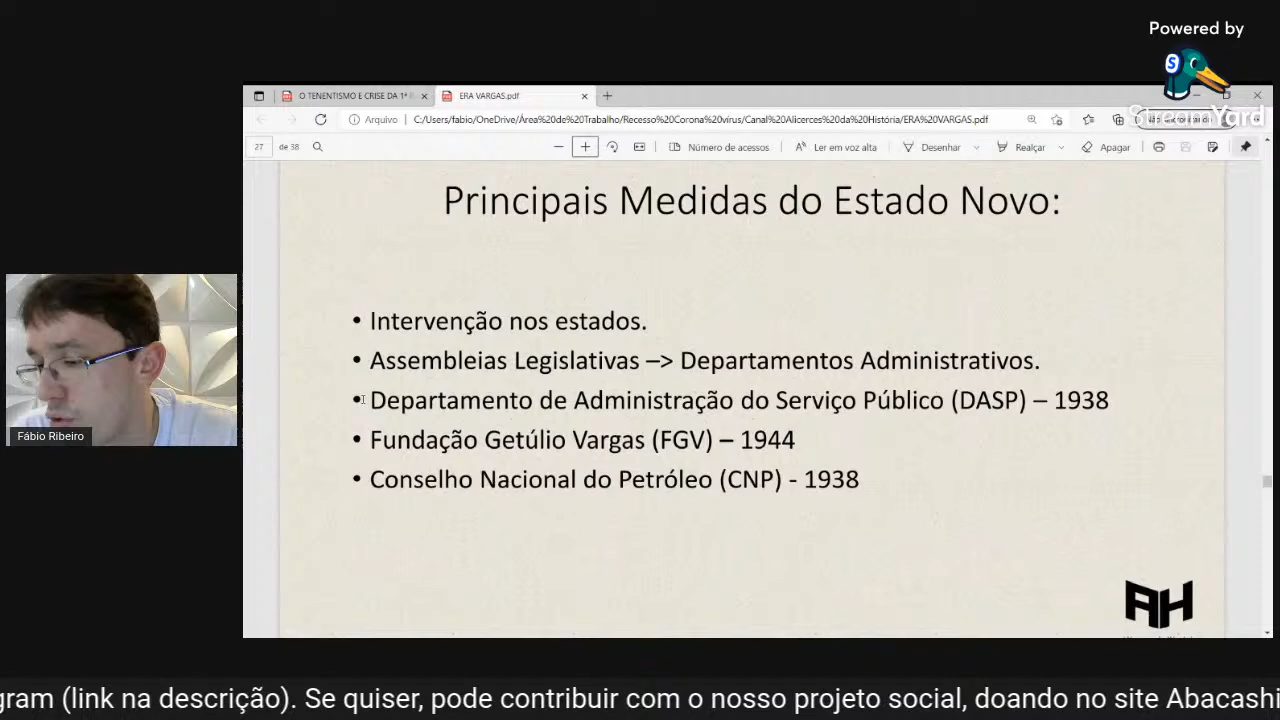 Powered by
StreamYard
O TENENTISMO E CRISE DA 1ª
ERA VARGAS.pdf
Arquivo
C:/Users/fabio/OneDrive/Área%20de%20Trabalho/Recesso%20Corona%20vírus/Canal%20Alicerces%20da%20História/ERA%20VARGAS.pdf
27 de 38
Número de acessos
Ler em voz alta
Desenhar
Realçar
Apagar
Principais Medidas do Estado Novo:
• Intervenção nos estados.
• Assembleias Legislativas –> Departamentos Administrativos.
• Departamento de Administração do Serviço Público (DASP) – 1938
• Fundação Getúlio Vargas (FGV) – 1944
• Conselho Nacional do Petróleo (CNP) - 1938
Fábio Ribeiro
AH
gram (link na descrição). Se quiser, pode contribuir com o nosso projeto social, doando no site Abacashi